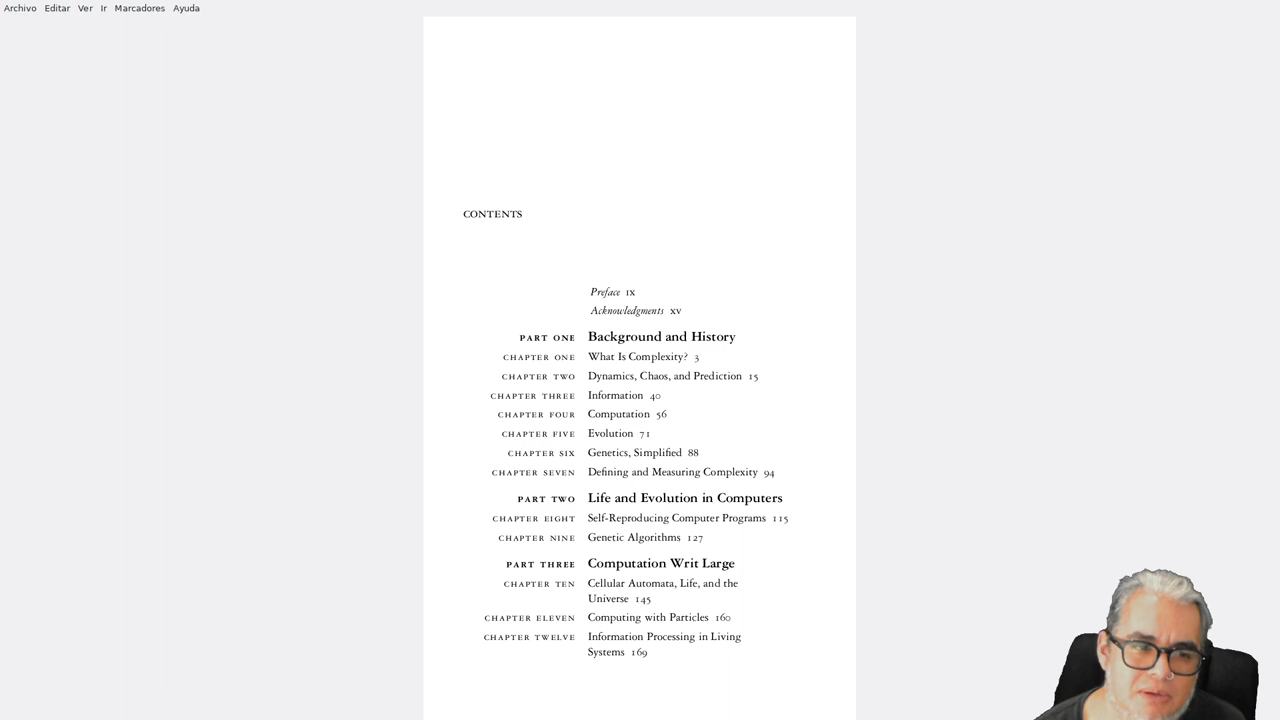 Archivo Editar Ver Ir Marcadores Ayuda
CONTENTS
Preface ix
Acknowledgments xv
PART ONE Background and History
CHAPTER ONE What Is Complexity? 3
CHAPTER TWO Dynamics, Chaos, and Prediction 15
CHAPTER THREE Information 40
CHAPTER FOUR Computation 56
CHAPTER FIVE Evolution 71
CHAPTER SIX Genetics, Simplified 88
CHAPTER SEVEN Defining and Measuring Complexity 94
PART TWO Life and Evolution in Computers
CHAPTER EIGHT Self-Reproducing Computer Programs 115
CHAPTER NINE Genetic Algorithms 127
PART THREE Computation Writ Large
CHAPTER TEN Cellular Automata, Life, and the
Universe 145
CHAPTER ELEVEN Computing with Particles 160
CHAPTER TWELVE Information Processing in Living
Systems 169